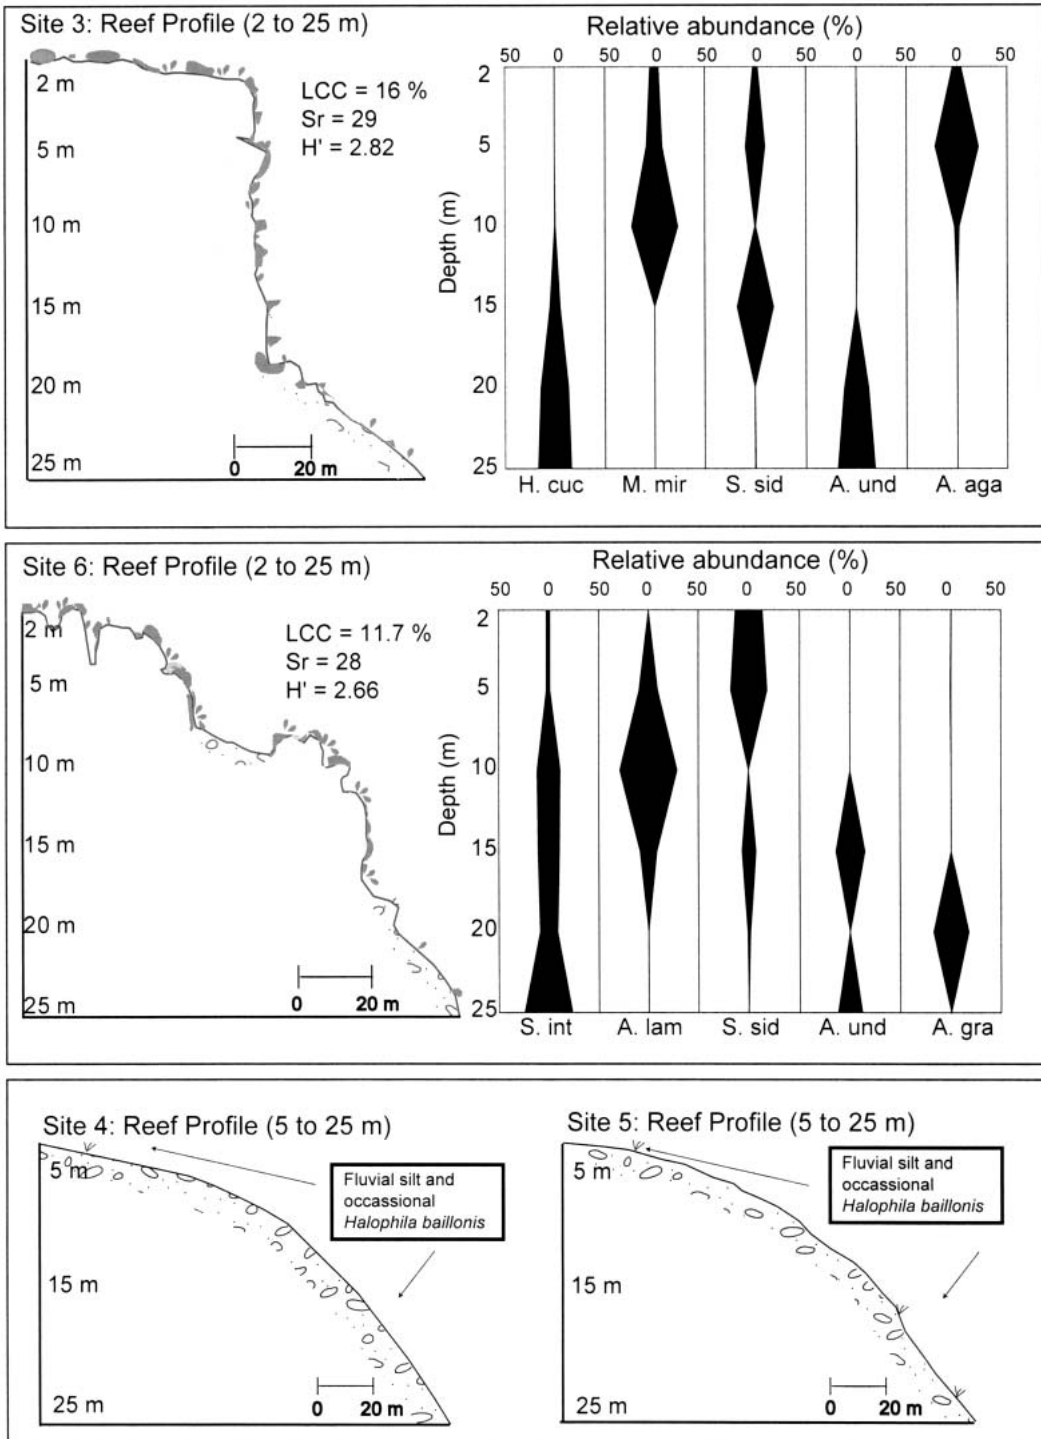 Site 3: Reef Profile (2 to 25 m)
2 m
5 m
10 m
15 m
20 m
25 m
LCC = 16 %
Sr = 29
H' = 2.82
0 20 m
Relative abundance (%)
50 0 50 0 50 0 50 0 50 0 50
Depth (m)
2
5
10
15
20
25
H. cuc M. mir S. sid A. und A. aga
Site 6: Reef Profile (2 to 25 m)
2 m
5 m
10 m
15 m
20 m
25 m
LCC = 11.7 %
Sr = 28
H' = 2.66
0 20 m
Relative abundance (%)
50 0 50 0 50 0 50 0 50 0 50
Depth (m)
2
5
10
15
20
25
S. int A. lam S. sid A. und A. gra
Site 4: Reef Profile (5 to 25 m)
5 m
15 m
25 m
Fluvial silt and
occassional
Halophila baillonis
0 20 m
Site 5: Reef Profile (5 to 25 m)
5 m
15 m
25 m
Fluvial silt and
occassional
Halophila baillonis
0 20 m